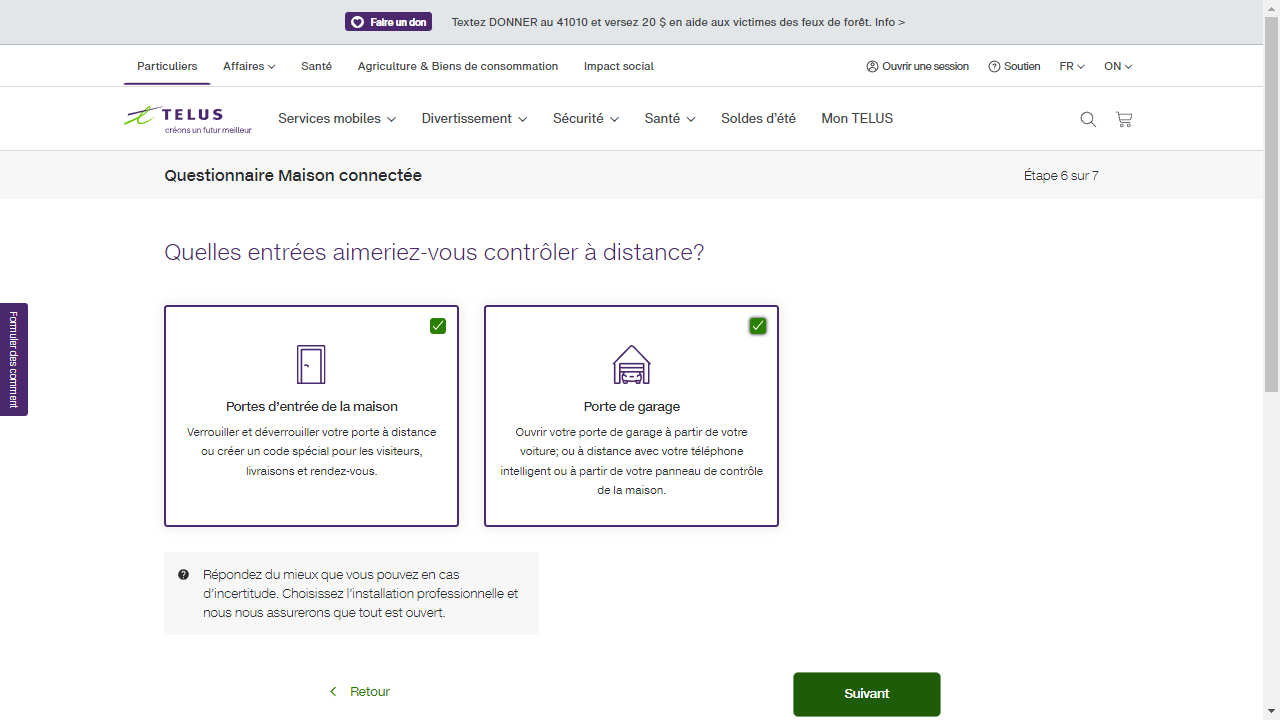 Faire un don Textez DONNER au 41010 et versez 20 $ en aide aux victimes des feux de forêt. Info >
Particuliers Affaires Santé Agriculture & Biens de consommation Impact social Ouvrir une session Soutien FR ON
TELUS
créons un futur meilleur
Services mobiles Divertissement Sécurité Santé Soldes d'été Mon TELUS
Questionnaire Maison connectée Étape 6 sur 7
Quelles entrées aimeriez-vous contrôler à distance?
Formuler des comment
Portes d'entrée de la maison
Verrouiller et déverrouiller votre porte à distance
ou créer un code spécial pour les visiteurs,
livraisons et rendez-vous.
Porte de garage
Ouvrir votre porte de garage à partir de votre
voiture; ou à distance avec votre téléphone
intelligent ou à partir de votre panneau de contrôle
de la maison.
Répondez du mieux que vous pouvez en cas
d'incertitude. Choisissez l'installation professionnelle et
nous nous assurerons que tout est ouvert.
Retour
Suivant